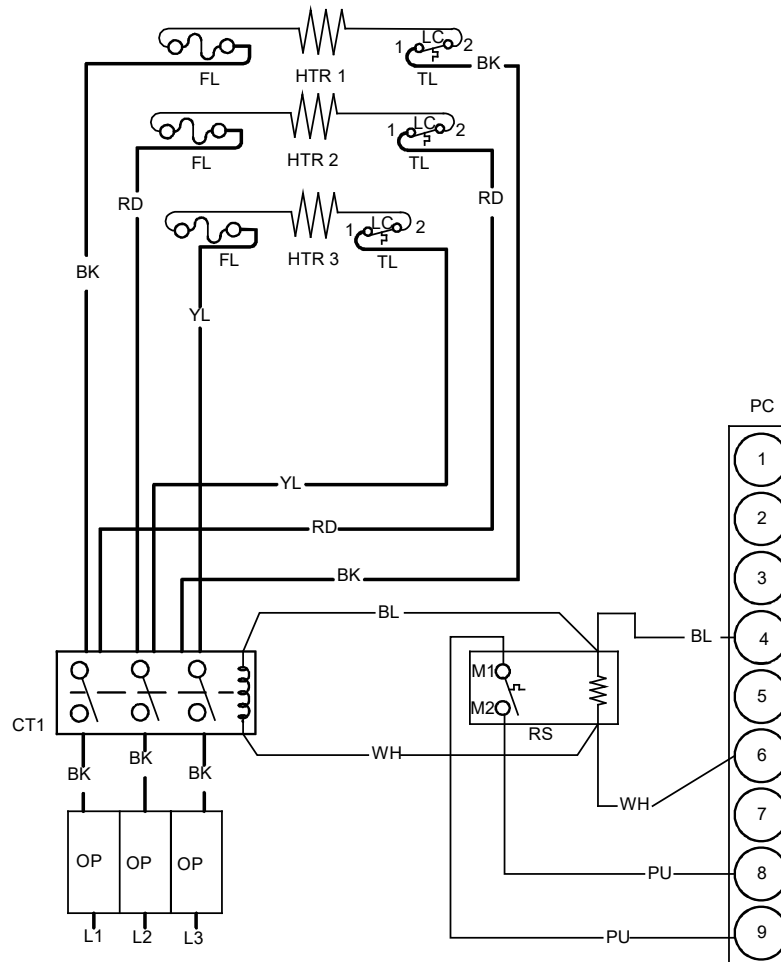 1 LC 2
FL HTR 1 TL BK
1 LC 2
FL HTR 2 TL
RD RD
1 LC 2
FL HTR 3 TL
BK
YL
PC
1
YL
2
RD
3
BK
BL
4
BL
M1
5
M2
CT1 RS
WH
6
BK BK BK
WH
7
OP OP OP
PU 8
L1 L2 L3
PU 9